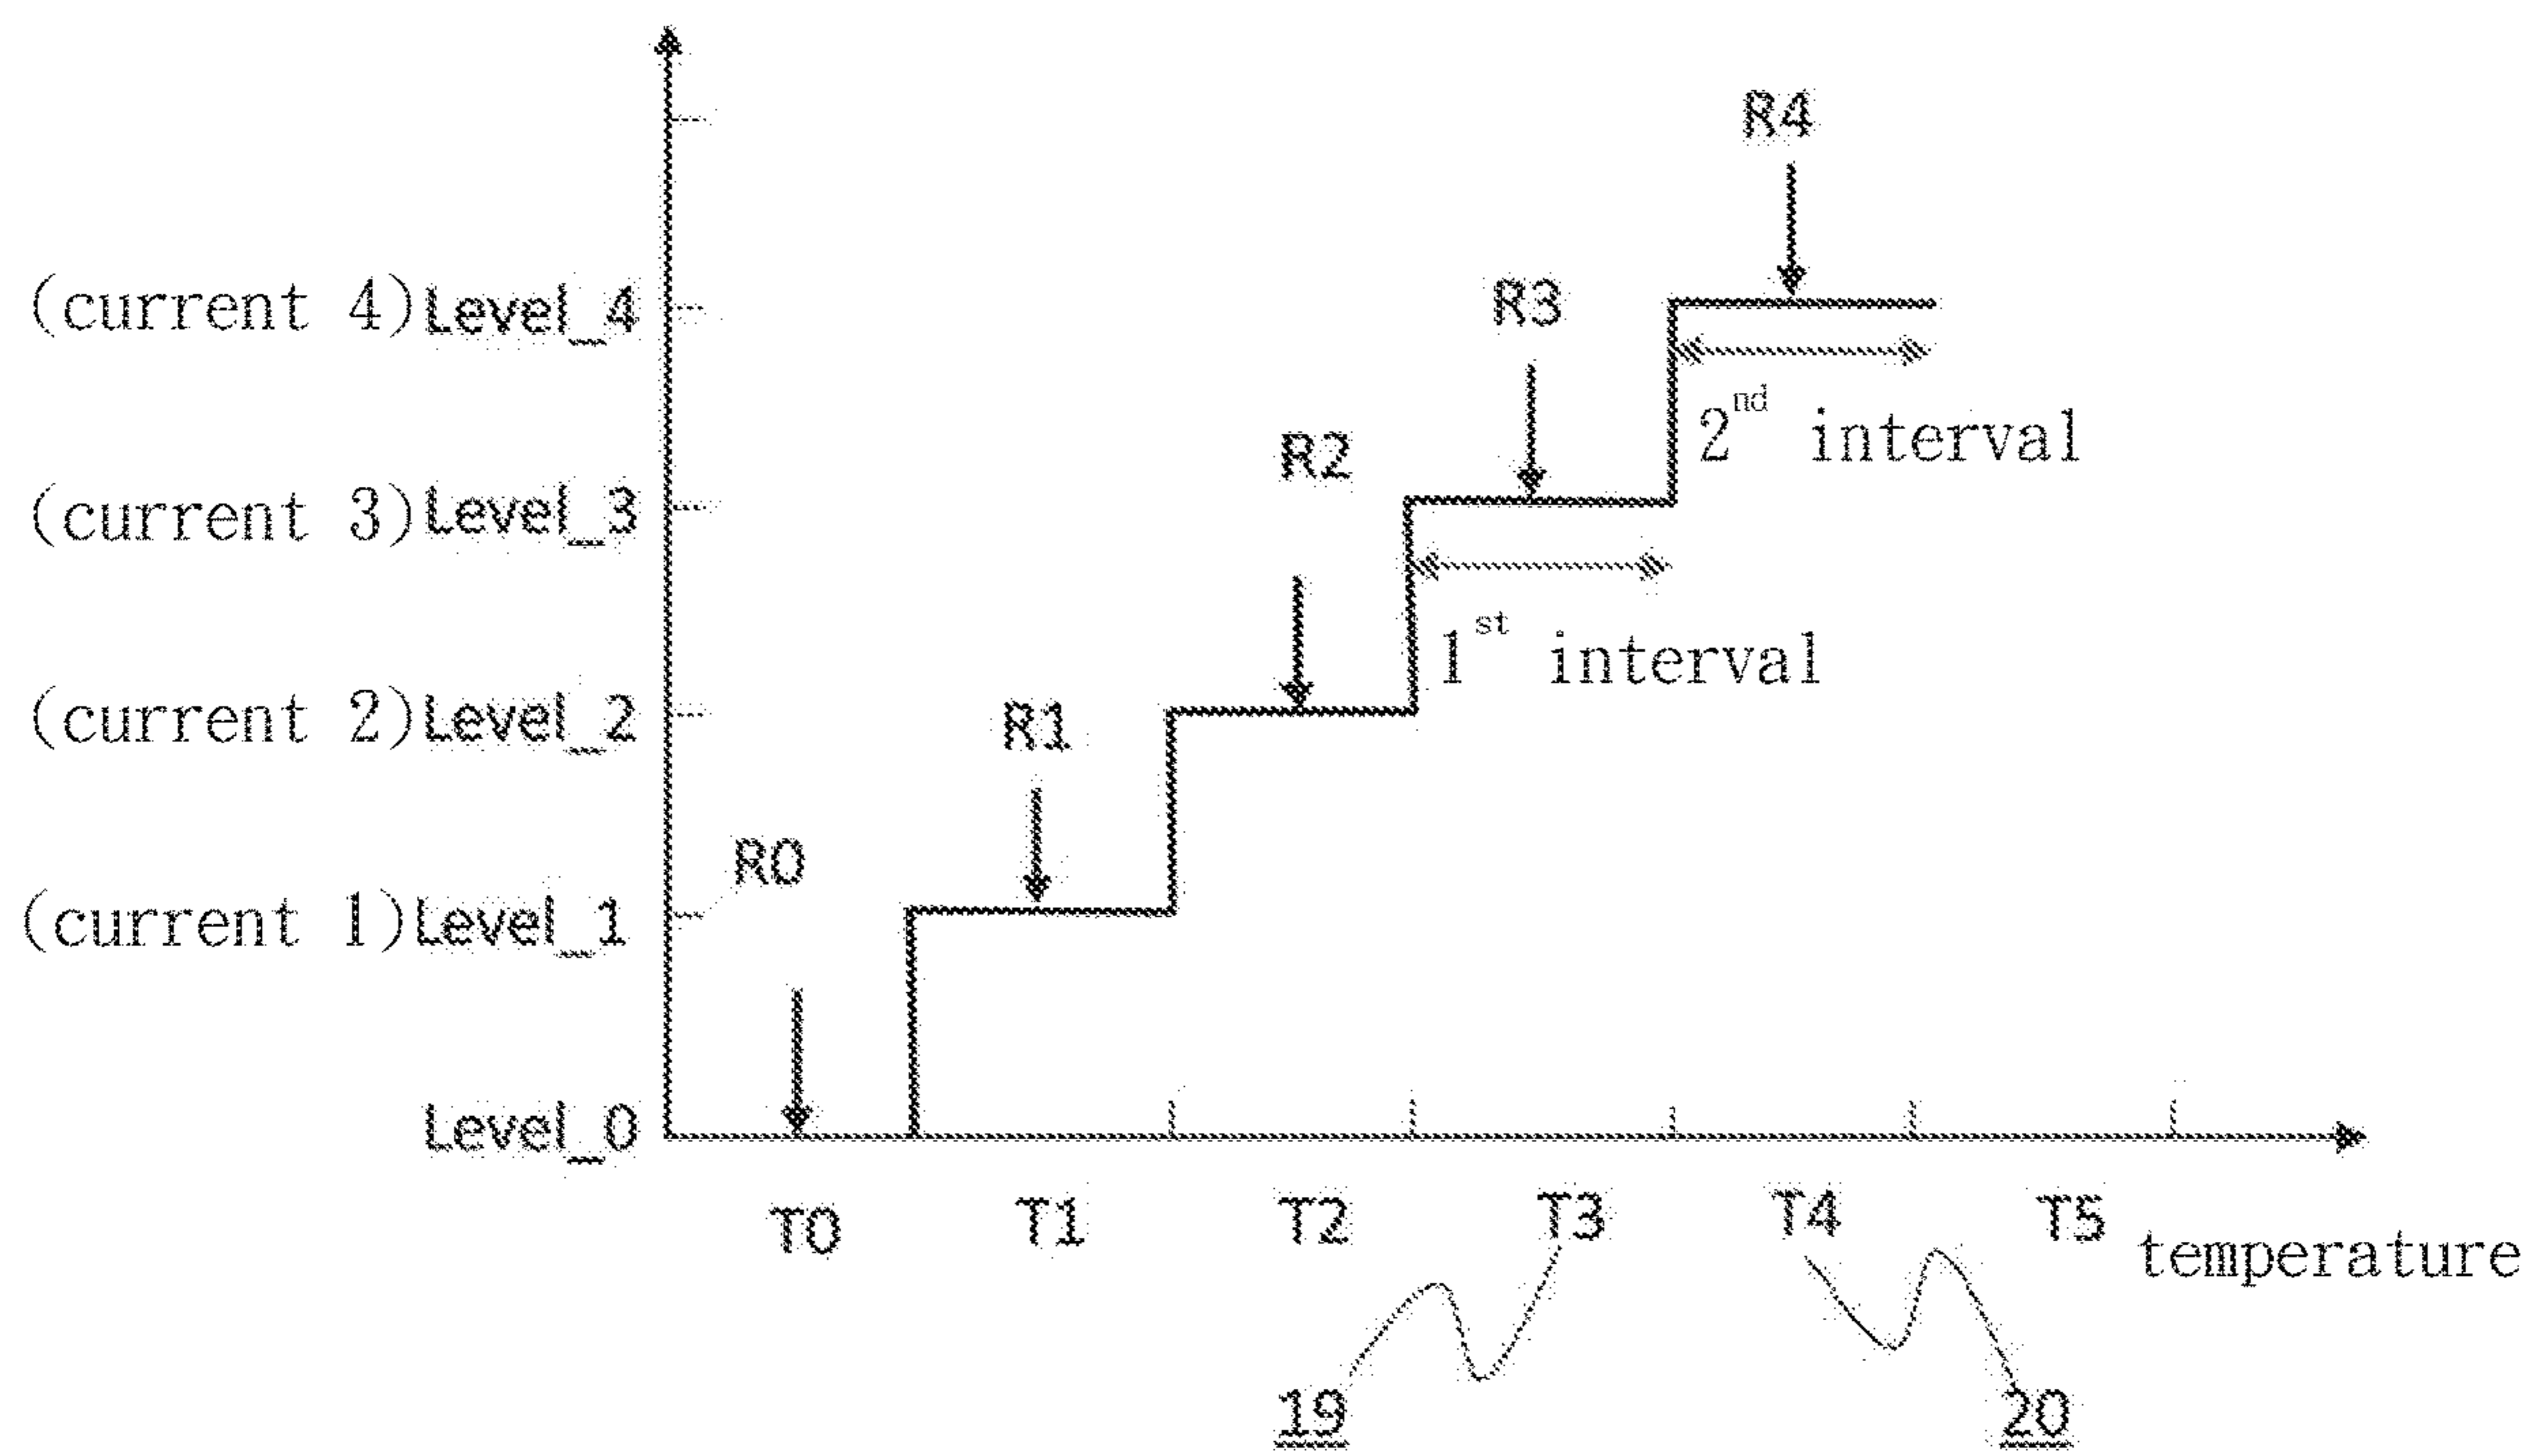 R4
(current 4)Level_4
R3
2nd interval
R2
(current 3)Level_3
1st interval
(current 2)Level_2
R1
R0
(current 1)Level_1
Level_0
T0 T1 T2 T3 T4 T5
temperature
19 20